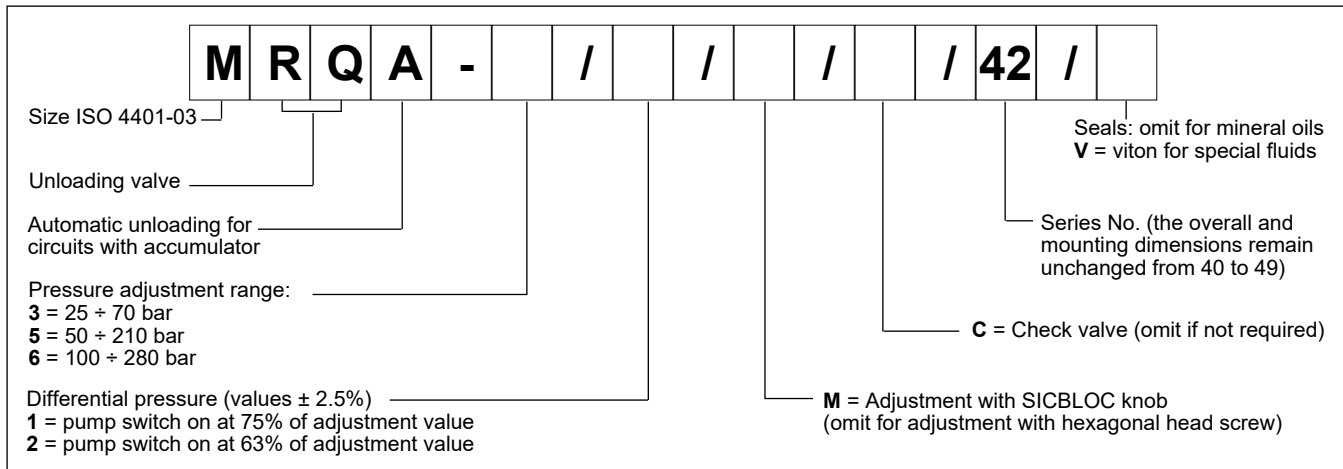 M R Q A - / / / / 42 /
Size ISO 4401-03
Seals: omit for mineral oils
V = viton for special fluids
Unloading valve
Automatic unloading for
circuits with accumulator
Series No. (the overall and
mounting dimensions remain
unchanged from 40 to 49)
Pressure adjustment range:
3 = 25 ÷ 70 bar
5 = 50 ÷ 210 bar
6 = 100 ÷ 280 bar
C = Check valve (omit if not required)
Differential pressure (values ± 2.5%)
1 = pump switch on at 75% of adjustment value
2 = pump switch on at 63% of adjustment value
M = Adjustment with SICBLOC knob
(omit for adjustment with hexagonal head screw)